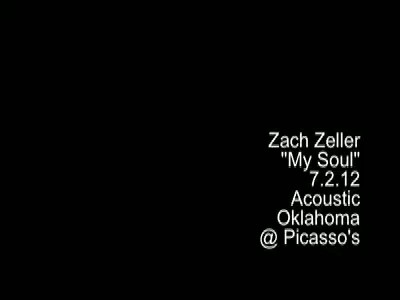 Zach Zeller
"My Soul"
7.2.12
Acoustic
Oklahoma
@ Picasso's